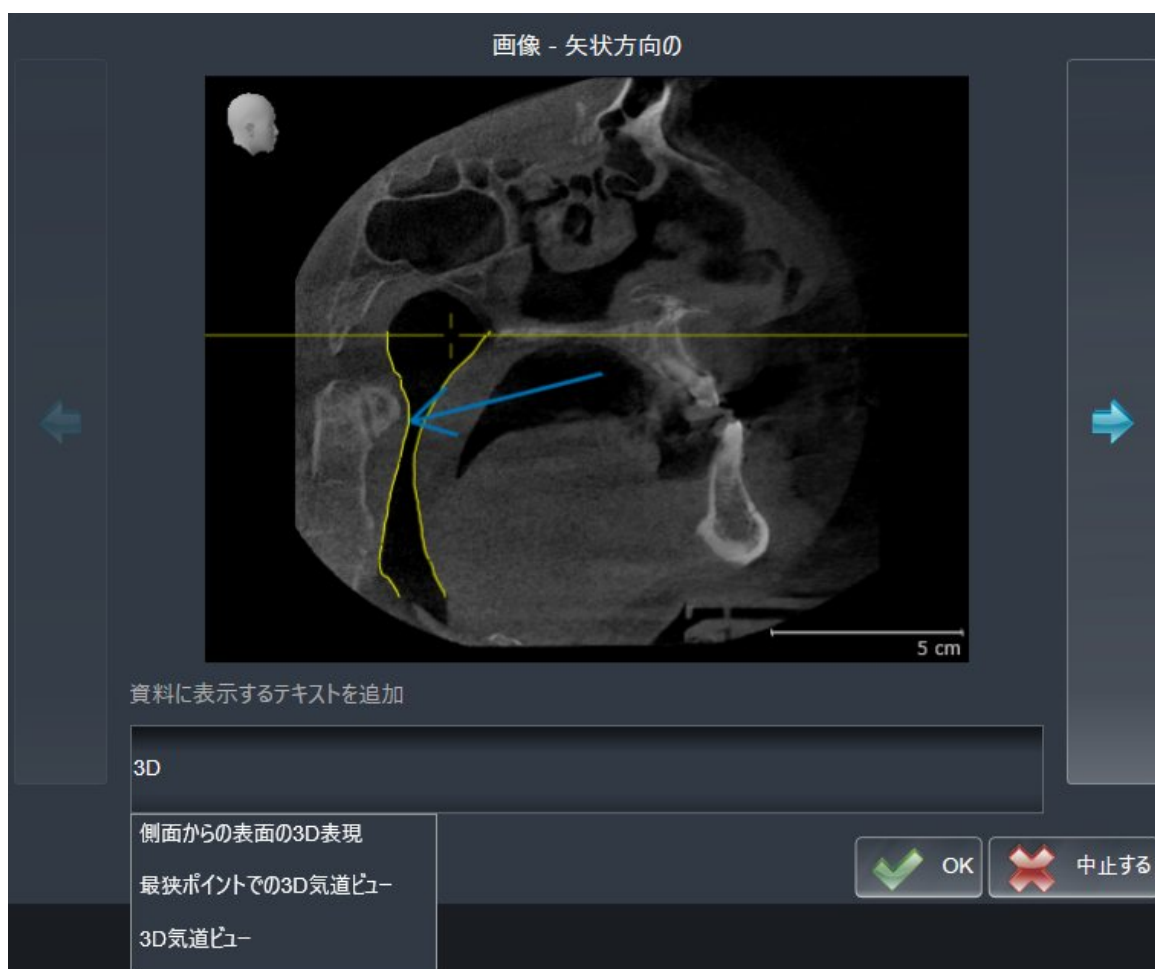 画像 - 矢状方向の
5 cm
資料に表示するテキストを追加
3D
側面からの表面の3D表現
最狭ポイントでの3D気道ビュー
3D気道ビュー
OK
中止する